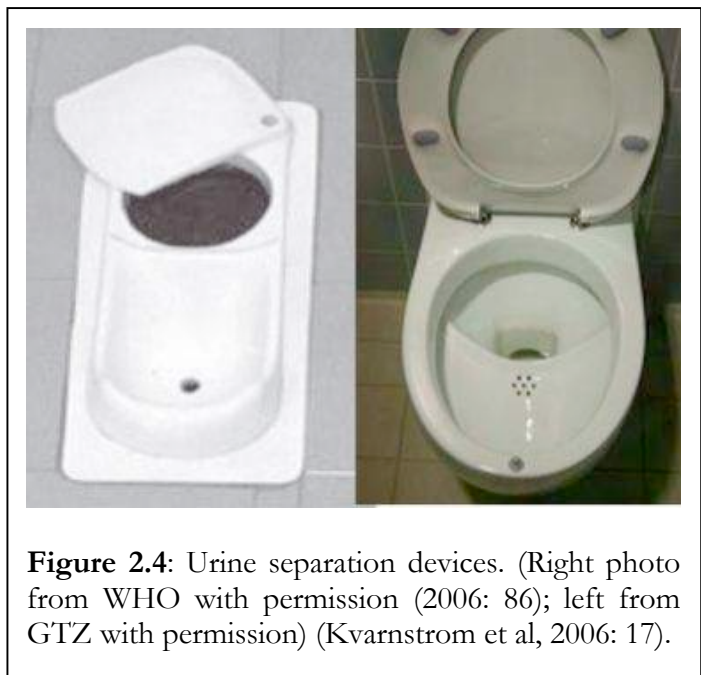 Figure 2.4: Urine separation devices. (Right photo
from WHO with permission (2006: 86); left from
GTZ with permission) (Kvarnstrom et al, 2006: 17).